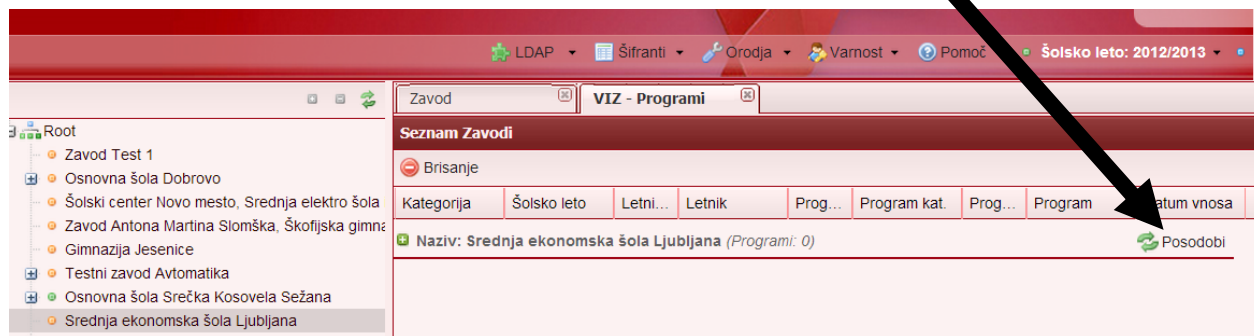 LDAP Šifranti Orodja Varnost Pomoč Šolsko leto: 2012/2013
Zavod VIZ - Programi
Root
Zavod Test 1
Osnovna šola Dobrovo
Šolski center Novo mesto, Srednja elektro šola
Zavod Antona Martina Slomška, Škofijska gimna
Gimnazija Jesenice
Testni zavod Avtomatika
Osnovna šola Srečka Kosovela Sežana
Srednja ekonomska šola Ljubljana
Seznam Zavodi
Brisanje
Kategorija Šolsko leto Letni... Letnik Prog... Program kat. Prog... Program atum vnosa
Naziv: Srednja ekonomska šola Ljubljana (Programi: 0) Posodobi